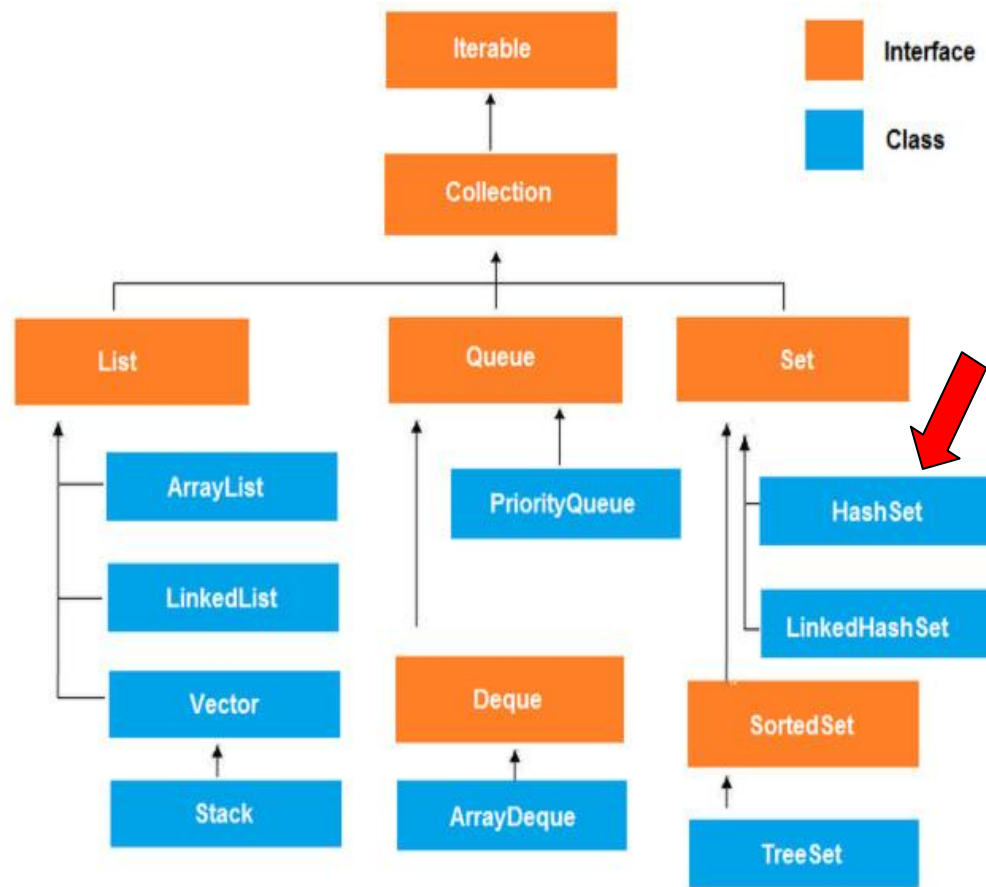 Iterable
Interface
Class
Collection
List
Queue
Set
ArrayList
PriorityQueue
HashSet
LinkedList
LinkedHashSet
Vector
Deque
SortedSet
Stack
ArrayDeque
TreeSet